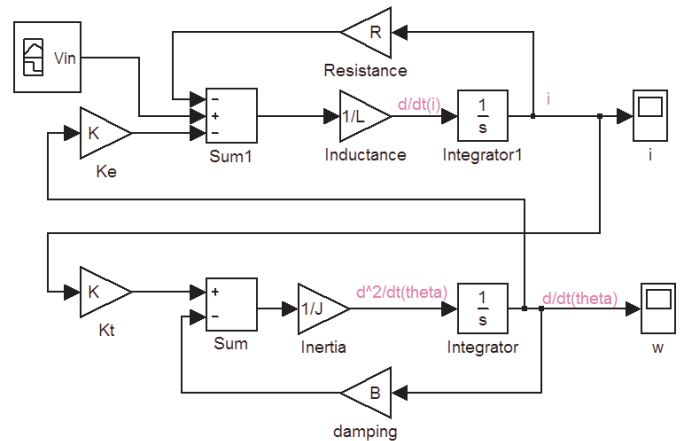 R
Vin
Resistance
−
+
−
1/L
d/dt(i)
1
s
i
K
Sum1
Inductance
Integrator1
i
Ke
K
+
−
1/J
d^2/dt(theta)
1
s
d/dt(theta)
Kt
Sum
Inertia
Integrator
w
B
damping